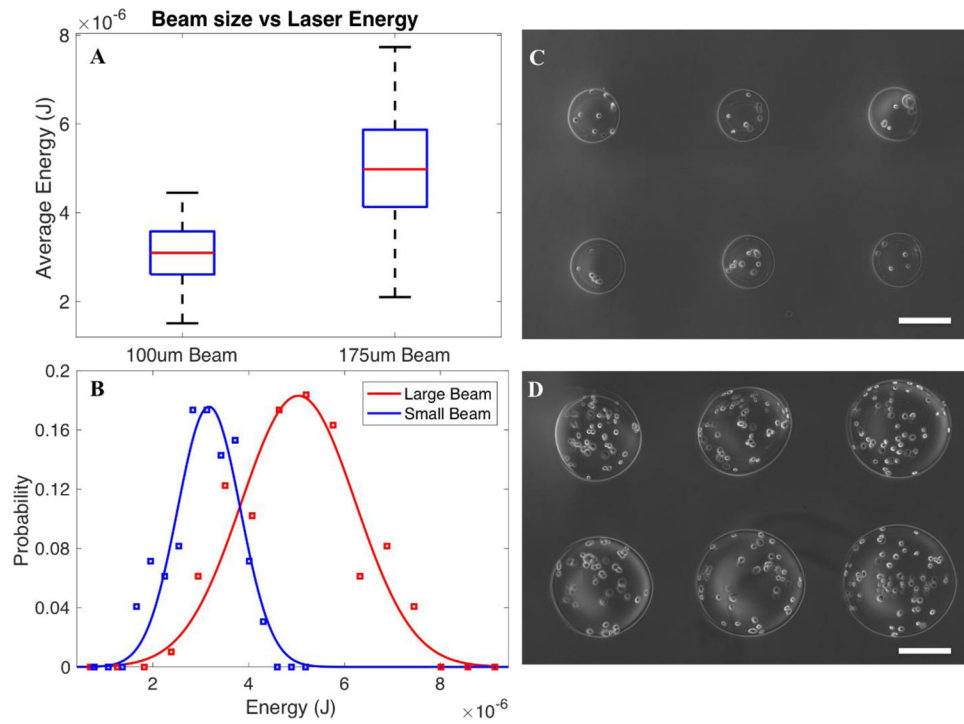 ×10⁻⁶
Beam size vs Laser Energy
A
8
6
4
2
Average Energy (J)
100um Beam
175um Beam
B
Large Beam
Small Beam
0.2
0.16
0.12
0.08
0.04
0
Probability
2
4
6
8
Energy (J)
×10⁻⁶
C
D